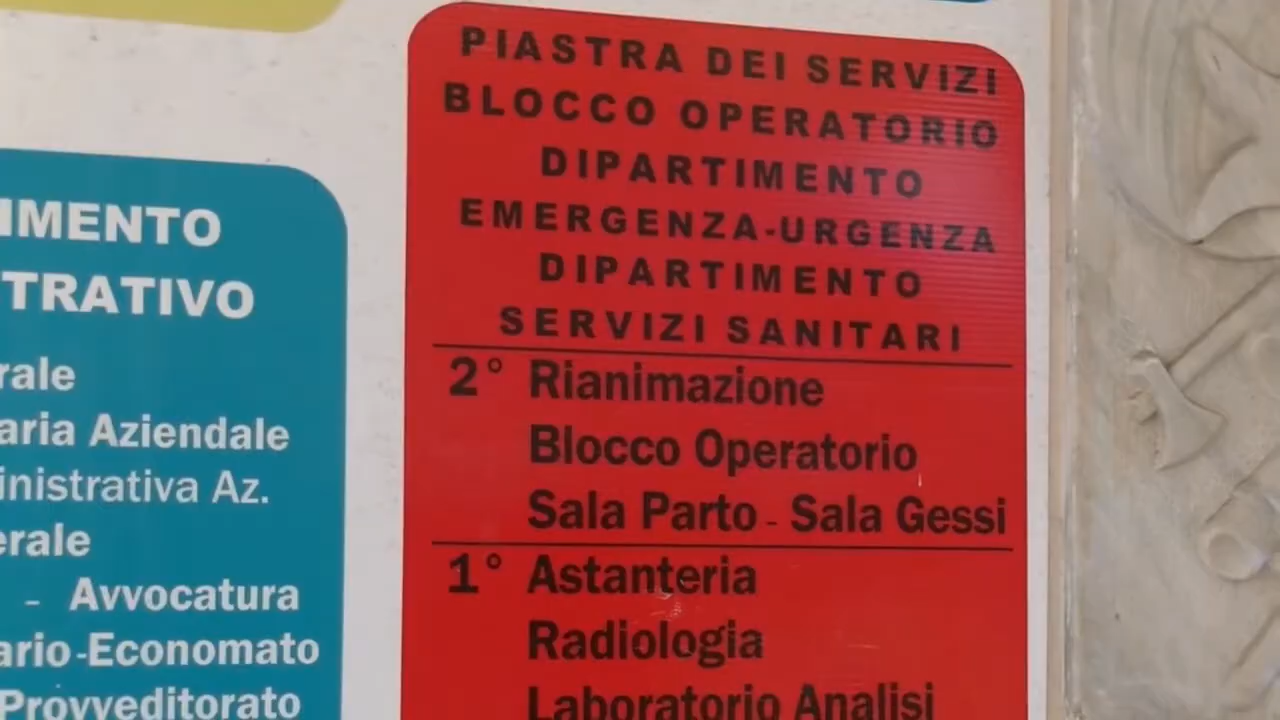 IMENTO
TRATIVO
rale
aria Aziendale
inistrativa Az.
erale
- Avvocatura
ario-Economato
Provveditorato
PIASTRA DEI SERVIZI
BLOCCO OPERATORIO
DIPARTIMENTO
EMERGENZA-URGENZA
DIPARTIMENTO
SERVIZI SANITARI
2° Rianimazione
Blocco Operatorio
Sala Parto - Sala Gessi
1° Astanteria
Radiologia
Laboratorio Analisi